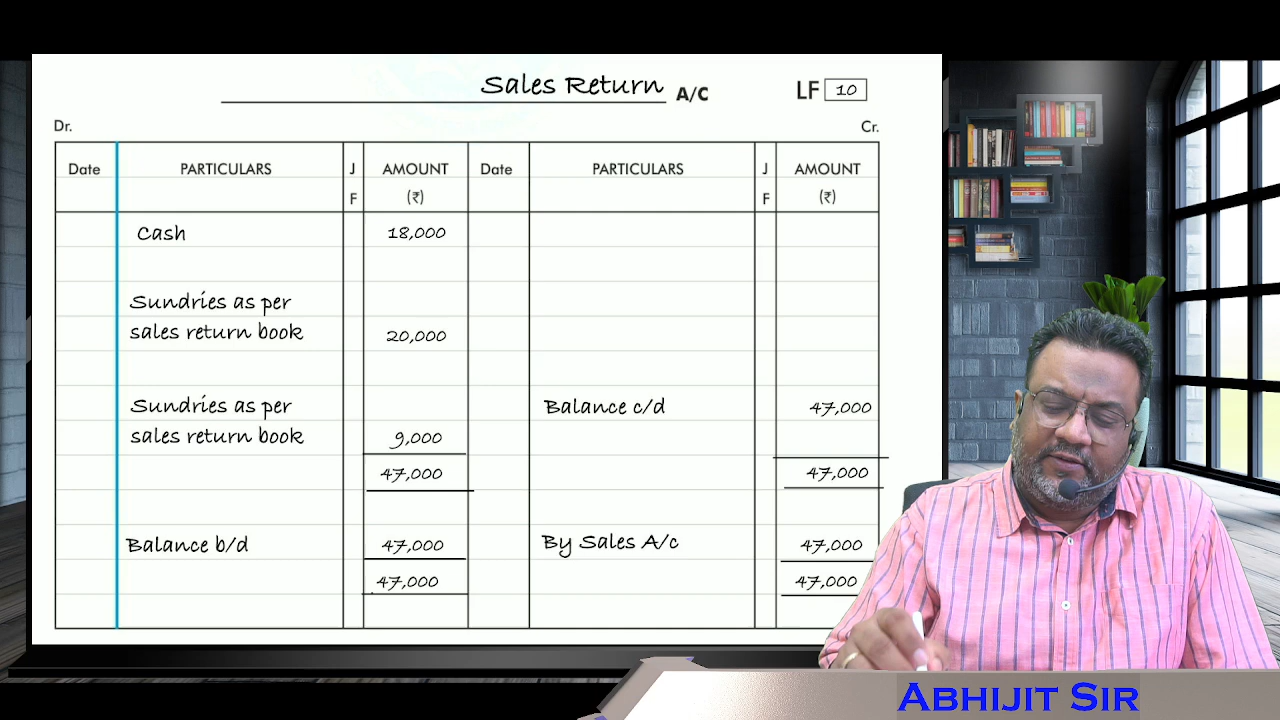 Sales Return A/C LF 10
Dr. Cr.
Date PARTICULARS J AMOUNT Date PARTICULARS J AMOUNT
F (₹) F (₹)
Cash 18,000
Sundries as per
sales return book 20,000
Sundries as per Balance c/d 47,000
sales return book 9,000
47,000 47,000
Balance b/d 47,000 By Sales A/c 47,000
47,000 47,000
Abhijit Sir